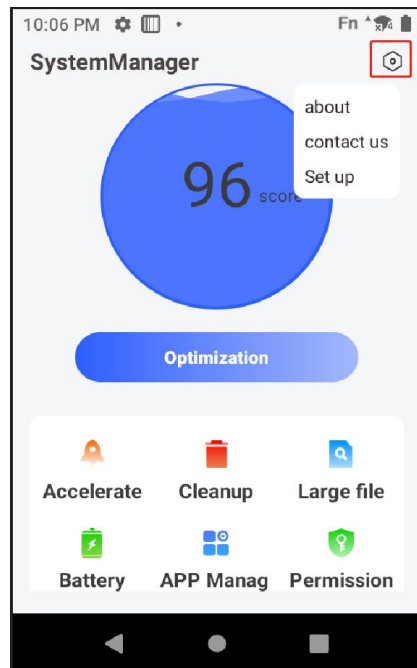 10:06 PM Fn
SystemManager
about
contact us
Set up
96 score
Optimization
Accelerate Cleanup Large file
Battery APP Manag Permission